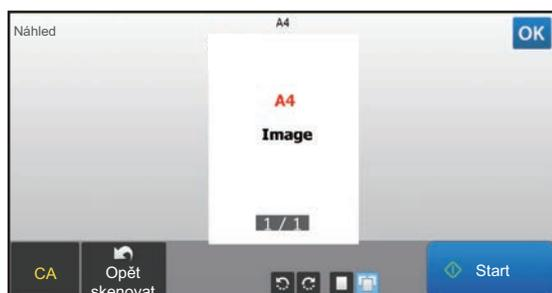 Náhled
A4
OK
A4
Image
1 / 1
CA
Opět
skenovat
Start